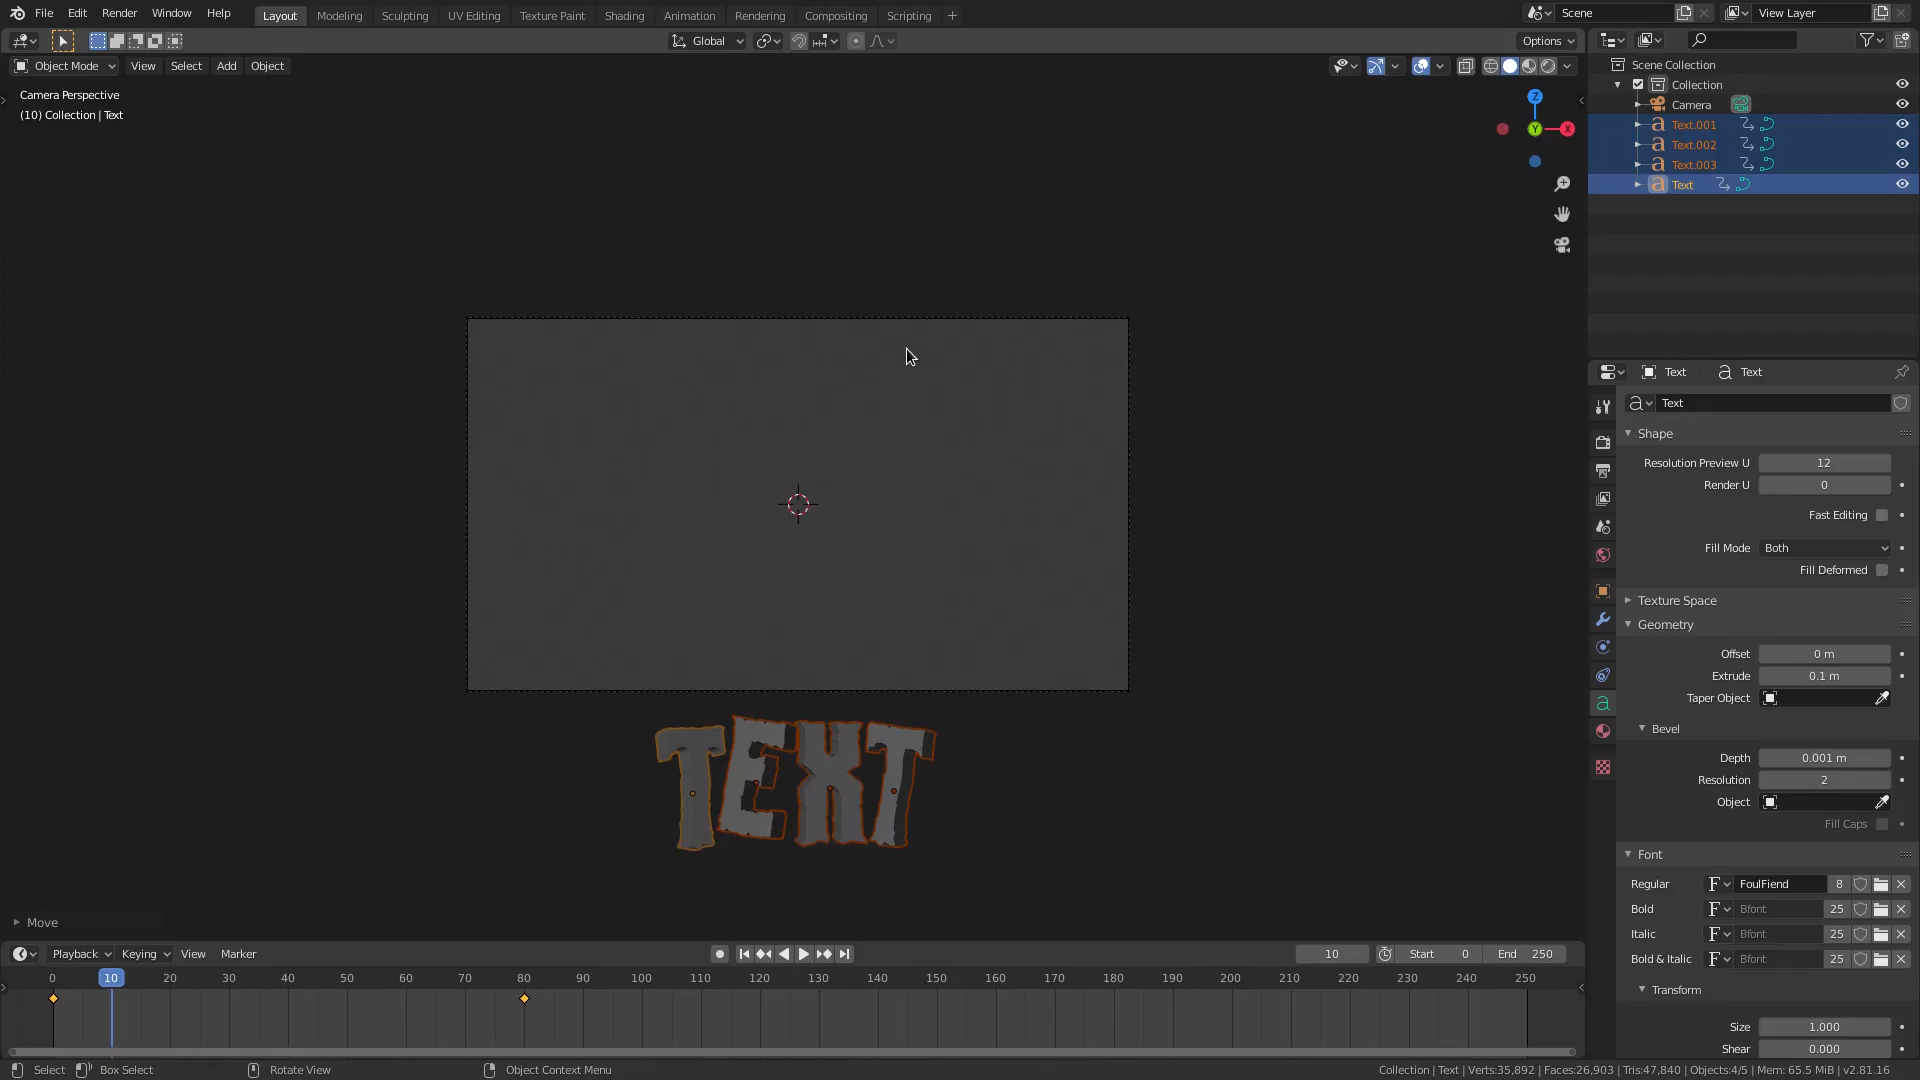 File Edit Render Window Help Layout Modeling Sculpting UV Editing Texture Paint Shading Animation Rendering Compositing Scripting Scene View Layer
Global Options
Object Mode View Select Add Object
Camera Perspective
(10) Collection | Text
Z
Y
X
Scene Collection
Collection
Camera
Text.001
Text.002
Text.003
Text
Text Text
Text
Shape
Resolution Preview U 12
Render U 0
Fast Editing
Fill Mode Both
Fill Deformed
Texture Space
Geometry
Offset 0 m
Extrude 0.1 m
Taper Object
Bevel
Depth 0.001 m
Resolution 2
Object
Fill Caps
Font
Regular FoulFiend 8
Bold Bfont 25
Italic Bfont 25
Bold & Italic Bfont 25
Transform
Size 1.000
Shear 0.000
TEXT
Move
Playback Keying View Marker 10 Start 0 End 250
0 10 20 30 40 50 60 70 80 90 100 110 120 130 140 150 160 170 180 190 200 210 220 230 240 250
Select Box Select Rotate View Object Context Menu Collection | Text | Verts:35,892 | Faces:26,903 | Tris:47,840 | Objects:4/5 | Mem: 65.5 MiB | v2.81.16